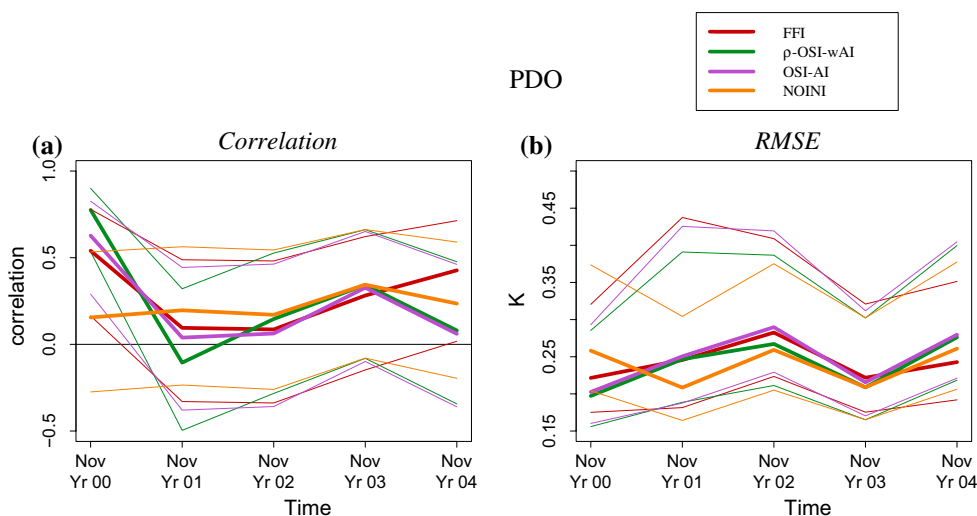 FFI
ρ-OSI-wAI
OSI-AI
NOINI
PDO
(a)
Correlation
correlation
1.0
0.5
0.0
−0.5
Nov Nov Nov Nov Nov
Yr 00 Yr 01 Yr 02 Yr 03 Yr 04
Time
(b)
RMSE
K
0.45
0.35
0.25
0.15
Nov Nov Nov Nov Nov
Yr 00 Yr 01 Yr 02 Yr 03 Yr 04
Time